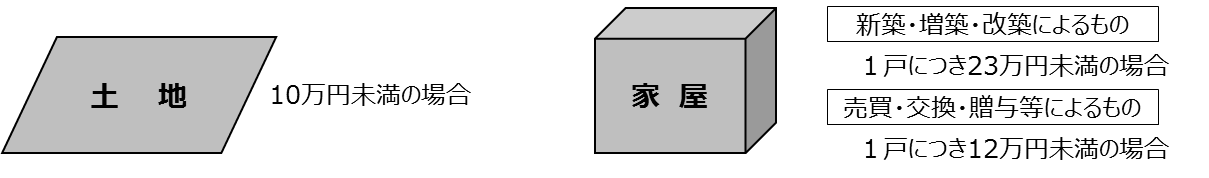 土　地
10万円未満の場合
家 屋
新築・増築・改築によるもの
１戸につき23万円未満の場合
売買・交換・贈与等によるもの
１戸につき12万円未満の場合